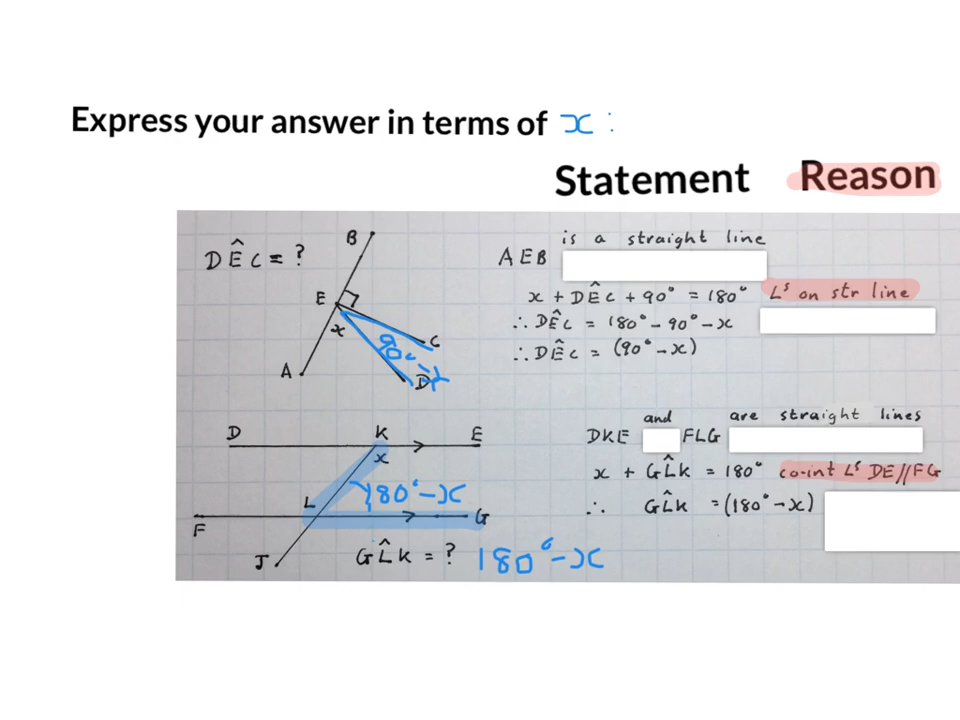 Express your answer in terms of x :
Statement Reason
DÊC = ?
B
E
x
A
C
D
90° - x
AEB is a straight line
x + DÊC + 90° = 180° Lˢ on str line
∴ DÊC = 180° - 90° - x
∴ DÊC = (90° - x)
D K E
x
L
180° - x
F G
J
GL̂K = ? 180° - x
DKE and FLG are straight lines
x + GL̂K = 180° co-int Lˢ DE//FG
∴ GL̂K = (180° - x)